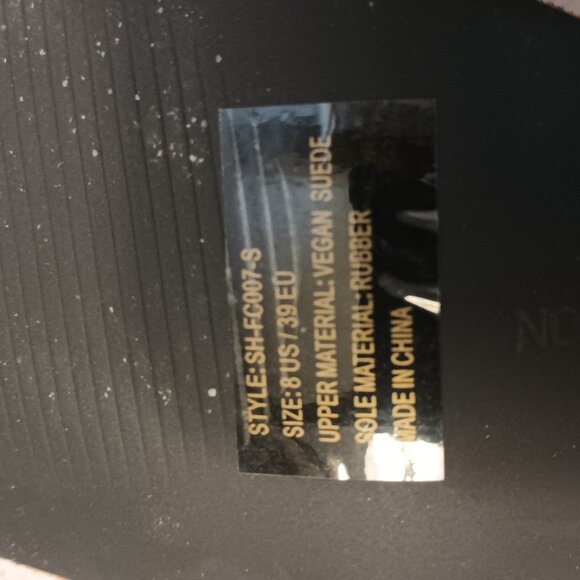 STYLE: SH-FC007-S
SIZE: 8 US / 39 EU
UPPER MATERIAL: VEGAN SUEDE
SOLE MATERIAL: RUBBER
MADE IN CHINA